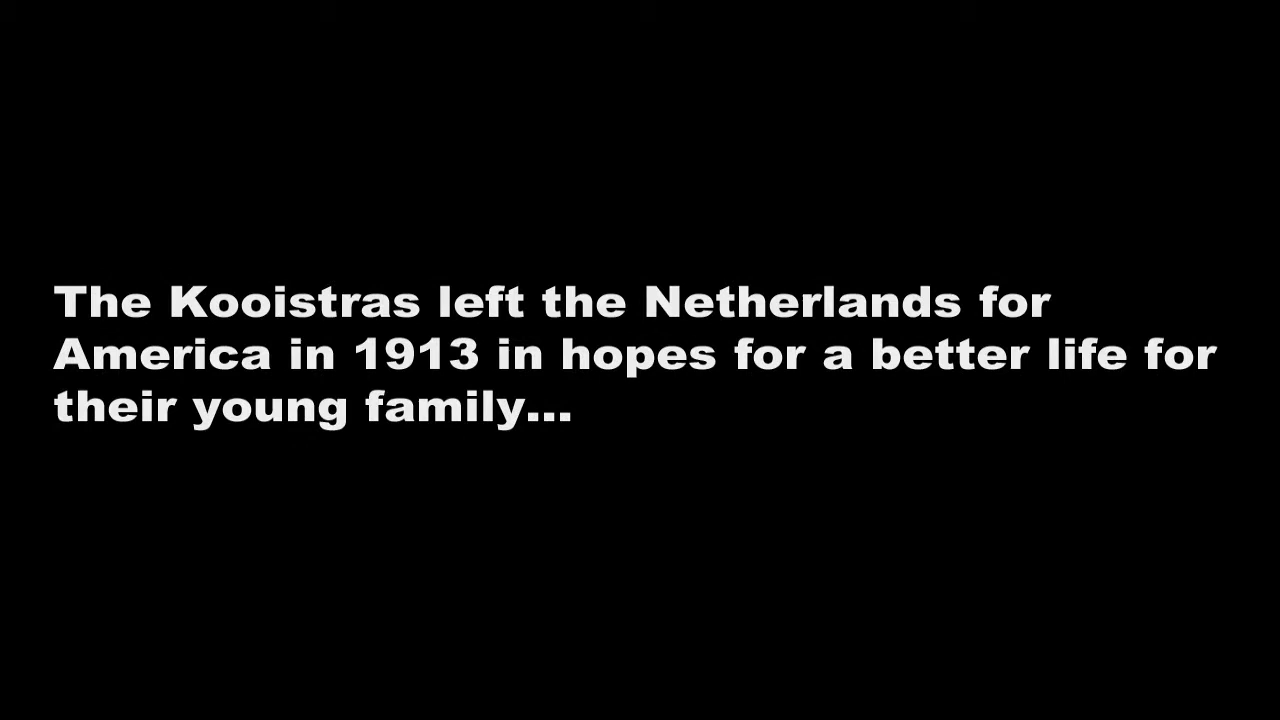 The Kooistras left the Netherlands for
America in 1913 in hopes for a better life for
their young family...